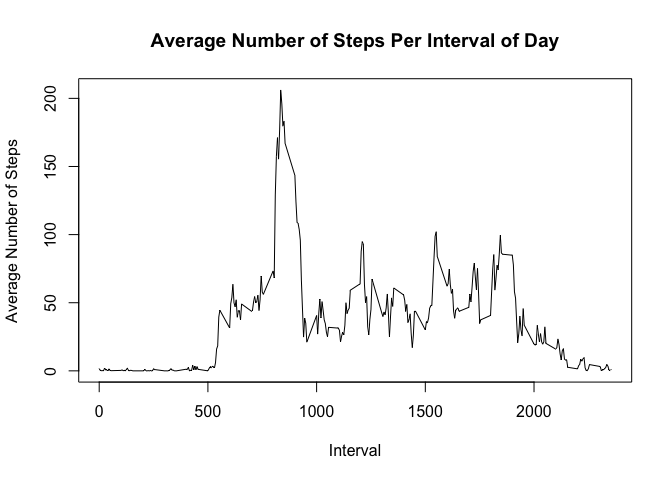 Average Number of Steps Per Interval of Day
Average Number of Steps
200
150
100
50
0
0 500 1000 1500 2000
Interval